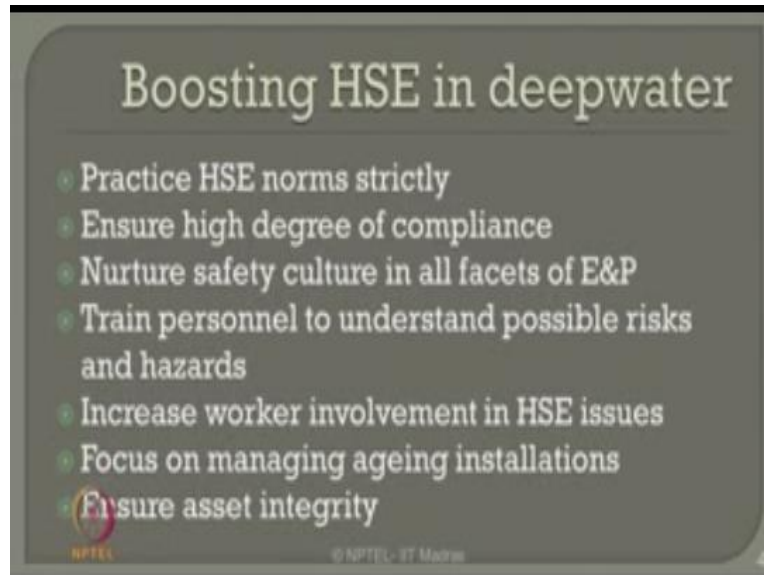 Boosting HSE in deepwater
Practice HSE norms strictly
Ensure high degree of compliance
Nurture safety culture in all facets of E&P
Train personnel to understand possible risks
and hazards
Increase worker involvement in HSE issues
Focus on managing ageing installations
Ensure asset integrity
NPTEL
© NPTEL- IIT Madras